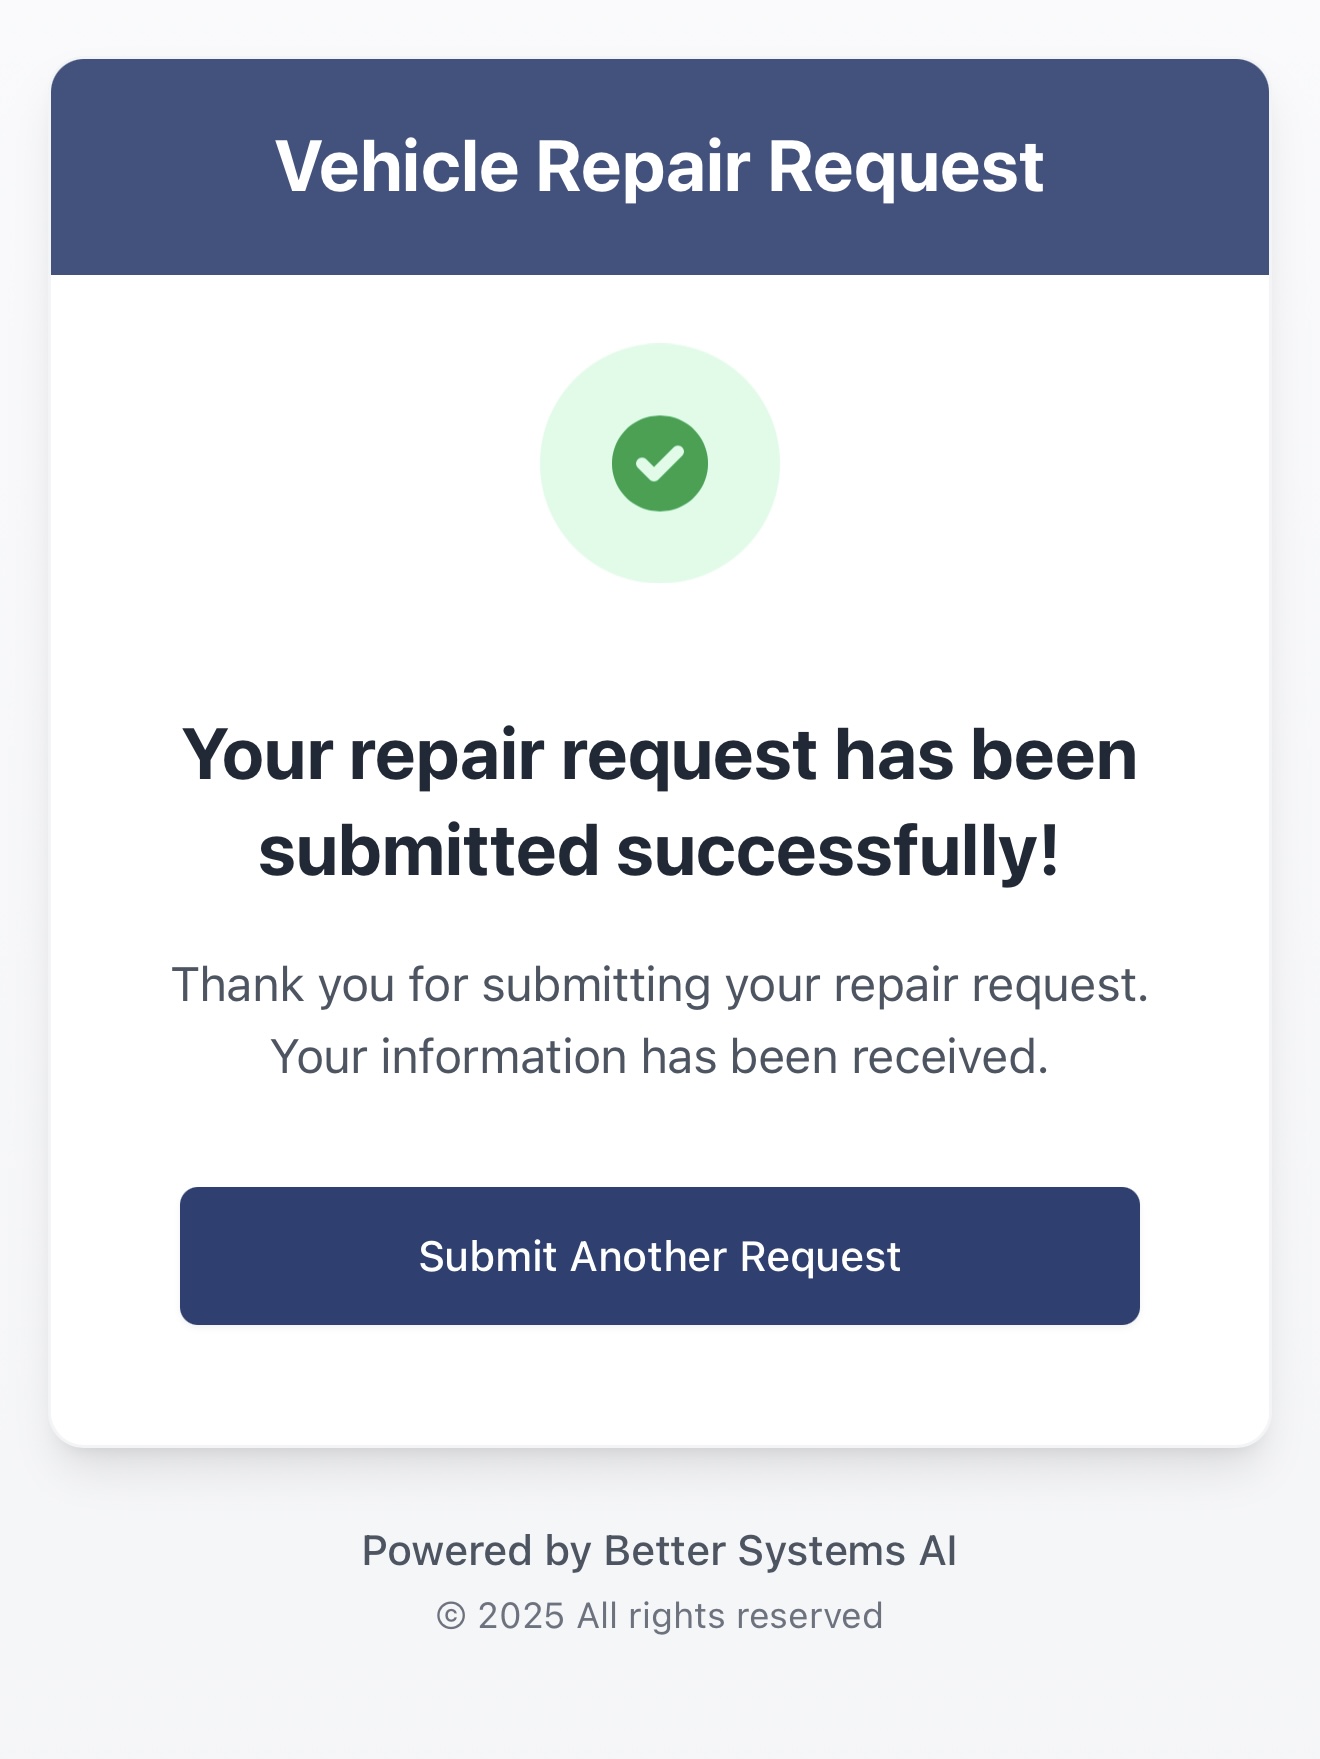 Vehicle Repair Request
Your repair request has been
submitted successfully!
Thank you for submitting your repair request.
Your information has been received.
Submit Another Request
Powered by Better Systems AI
© 2025 All rights reserved